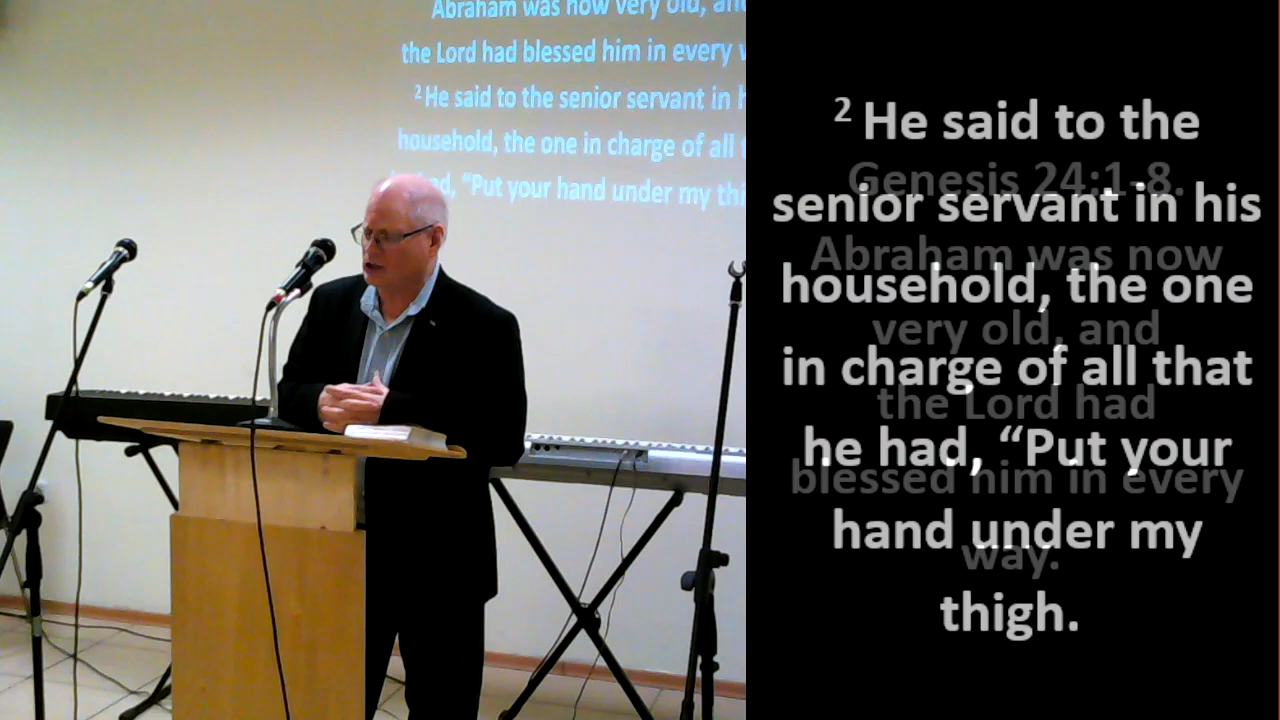 Abraham was now very old, and
the Lord had blessed him in every
2 He said to the senior servant in
household, the one in charge of all
“Put your hand under my
2 He said to the
senior servant in his
household, the one
in charge of all that
he had, “Put your
hand under my
thigh.
Genesis 24:1-8.
Abraham was now
very old, and
the Lord had
blessed him in every
way.